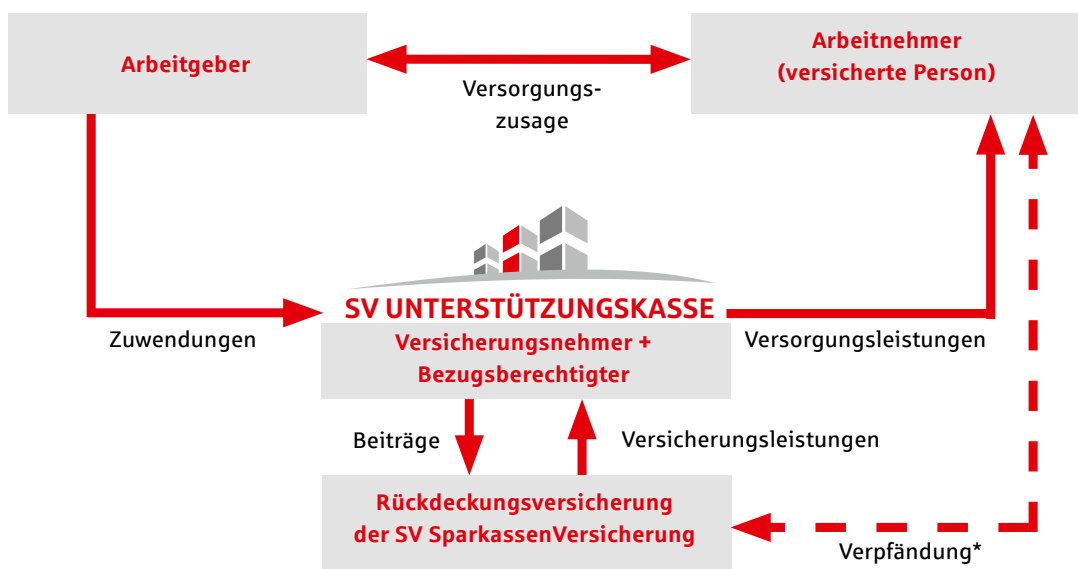 Arbeitgeber
Arbeitnehmer
(versicherte Person)
Versorgungs-
zusage
SV UNTERSTÜTZUNGSKASSE
Zuwendungen
Versicherungsnehmer +
Bezugsberechtigter
Versorgungsleistungen
Beiträge
Versicherungsleistungen
Rückdeckungsversicherung
der SV SparkassenVersicherung
Verpfändung*